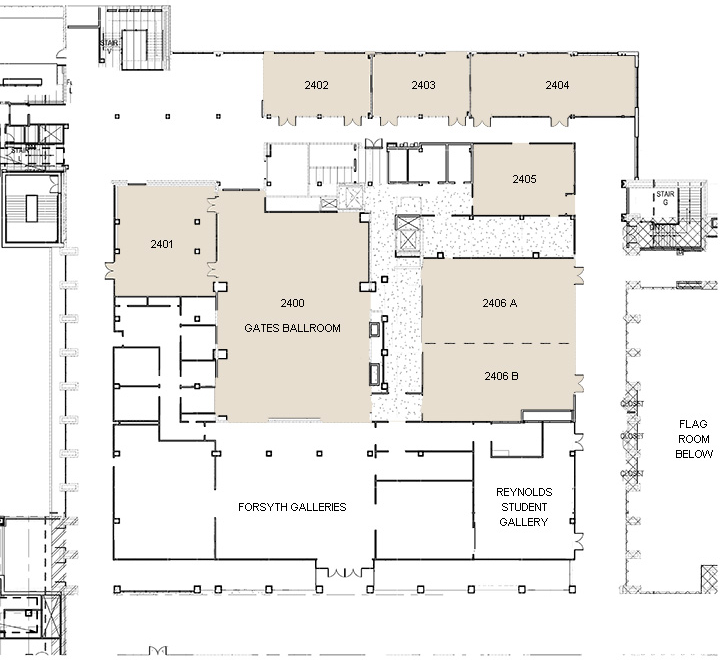 STAIR
V
2402
2403
2404
STAIR
2405
STAIR
G
2401
2400
GATES BALLROOM
2406 A
2406 B
CLOSET
CLOSET
CLOSET
FLAG
ROOM
BELOW
FORSYTH GALLERIES
REYNOLDS
STUDENT
GALLERY